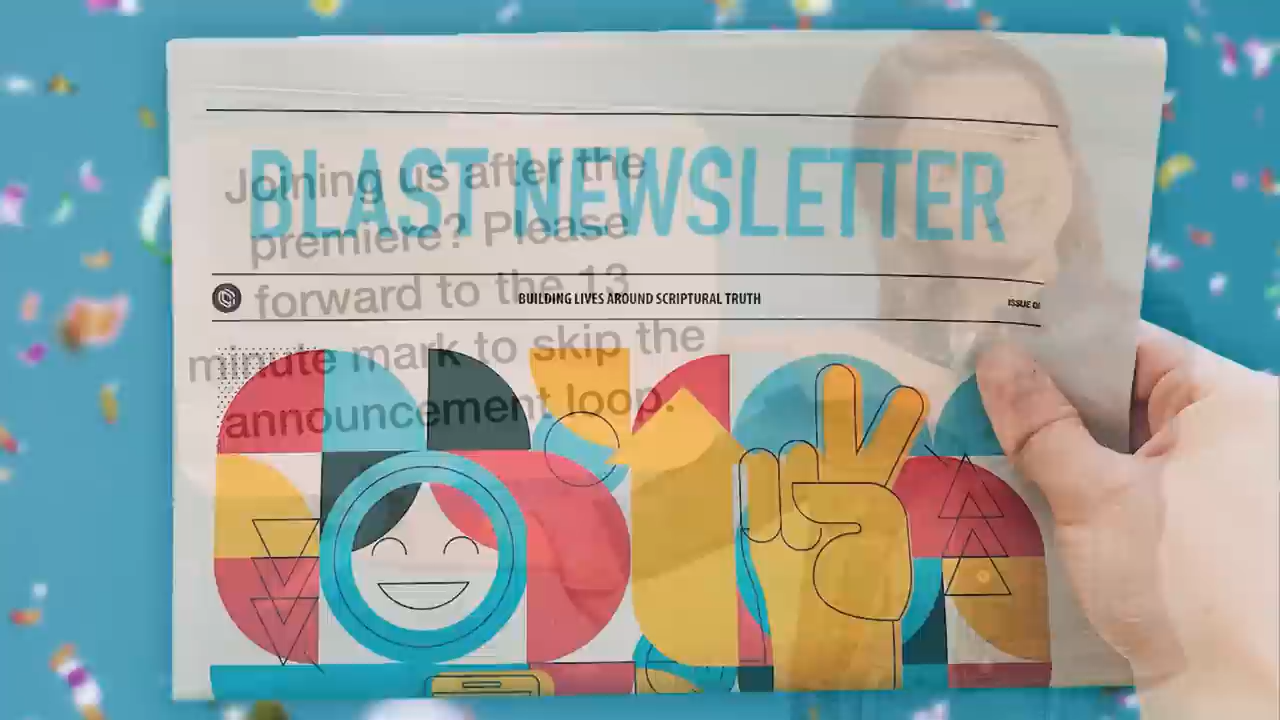 BLAST NEWSLETTER
Joining us after the
premiere? Please
forward to the 13
minute mark to skip the
announcement loop.
BUILDING LIVES AROUND SCRIPTURAL TRUTH
ISSUE